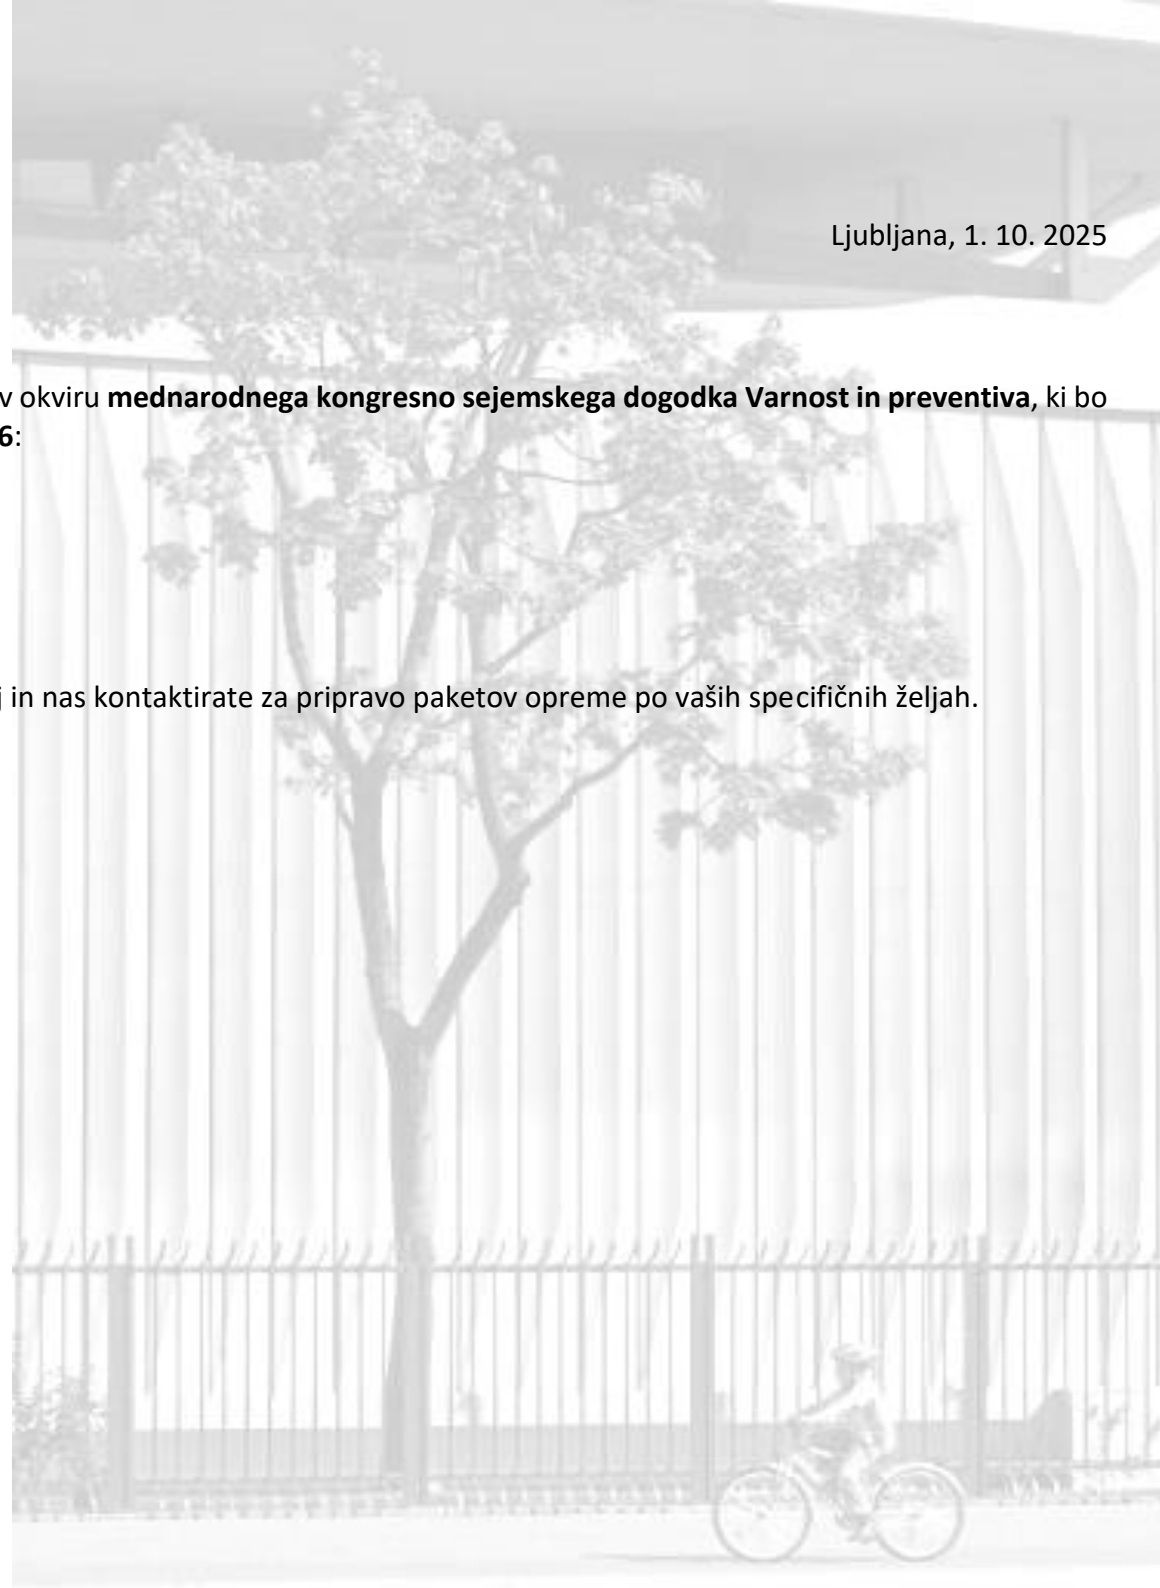 Ljubljana, 1. 10. 2025
v okviru mednarodnega kongresno sejemskega dogodka Varnost in preventiva, ki bo
6:
j in nas kontaktirate za pripravo paketov opreme po vaših specifičnih željah.